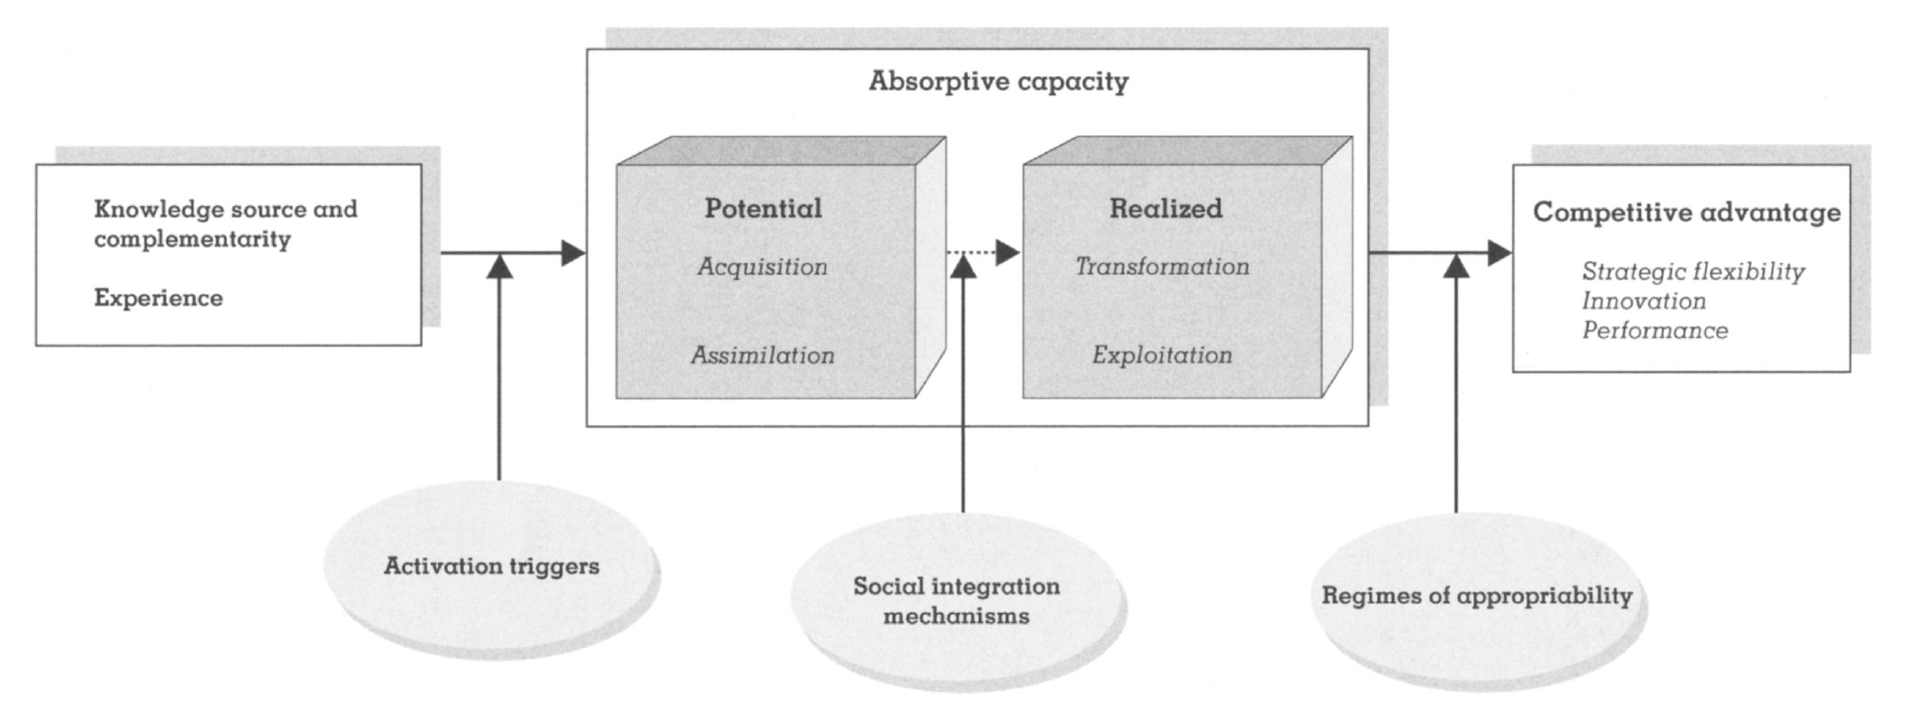 Absorptive capacity
Knowledge source and
complementarity
Experience
Potential
Acquisition
Assimilation
Realized
Transformation
Exploitation
Competitive advantage
Strategic flexibility
Innovation
Performance
Activation triggers
Social integration
mechanisms
Regimes of appropriability